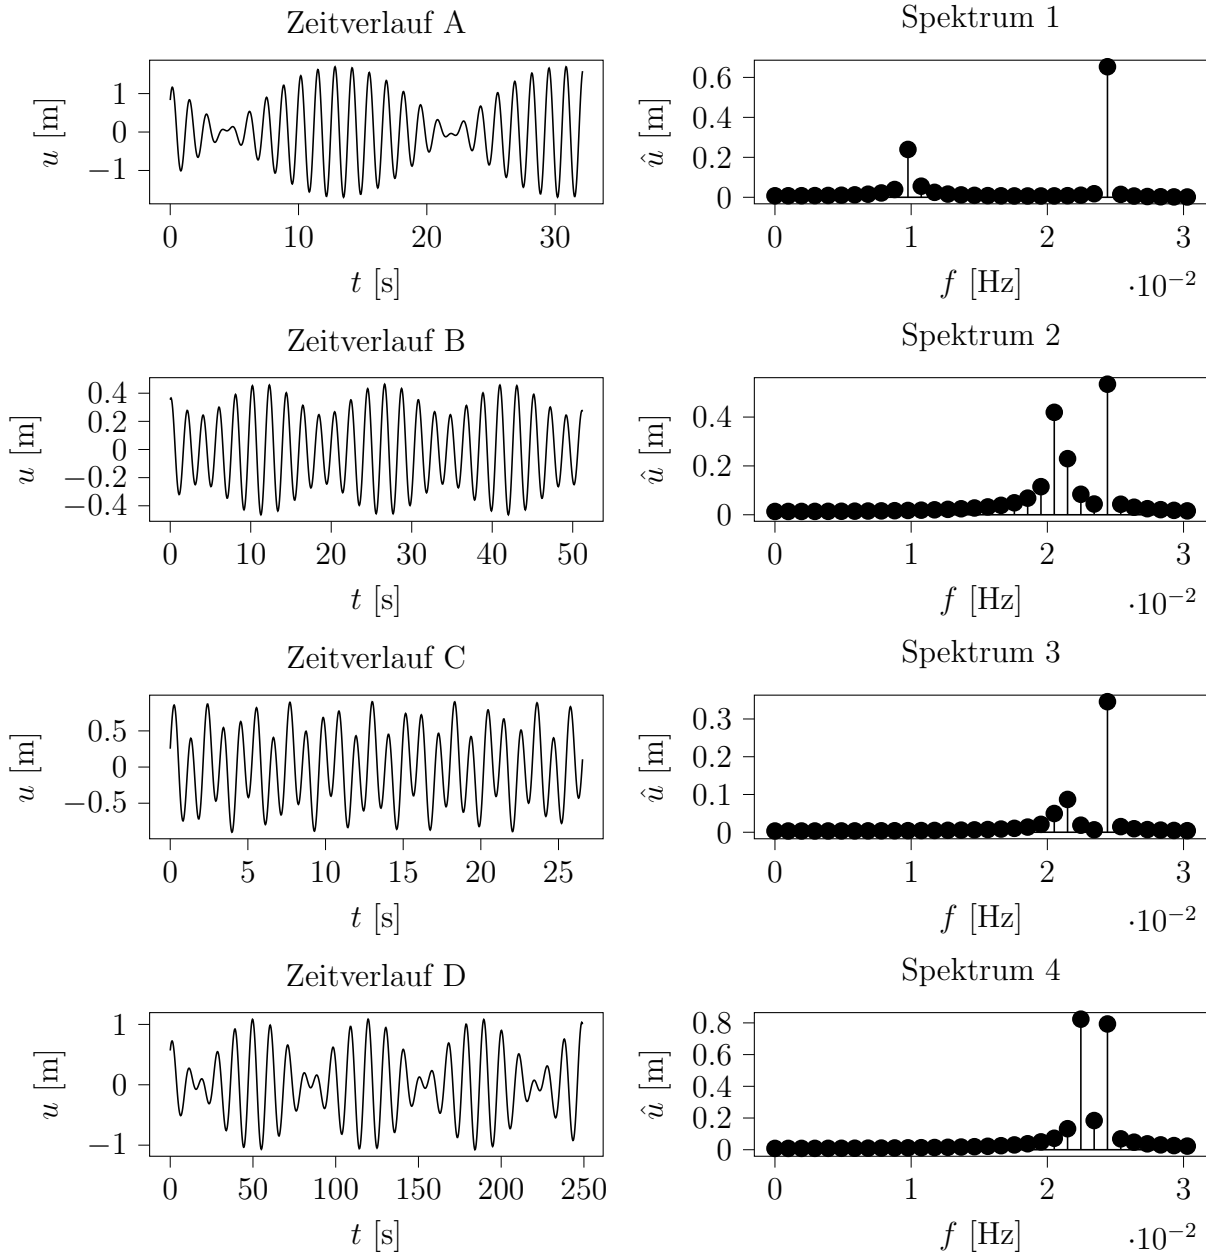 Zeitverlauf A
1
0
−1
u [m]
0 10 20 30
t [s]
Spektrum 1
0.6
0.4
0.2
0
û [m]
0 1 2 3
f [Hz] ·10−2
Zeitverlauf B
0.4
0.2
0
−0.2
−0.4
u [m]
0 10 20 30 40 50
t [s]
Spektrum 2
0.4
0.2
0
û [m]
0 1 2 3
f [Hz] ·10−2
Zeitverlauf C
0.5
0
−0.5
u [m]
0 5 10 15 20 25
t [s]
Spektrum 3
0.3
0.2
0.1
0
û [m]
0 1 2 3
f [Hz] ·10−2
Zeitverlauf D
1
0
−1
u [m]
0 50 100 150 200 250
t [s]
Spektrum 4
0.8
0.6
0.4
0.2
0
û [m]
0 1 2 3
f [Hz] ·10−2